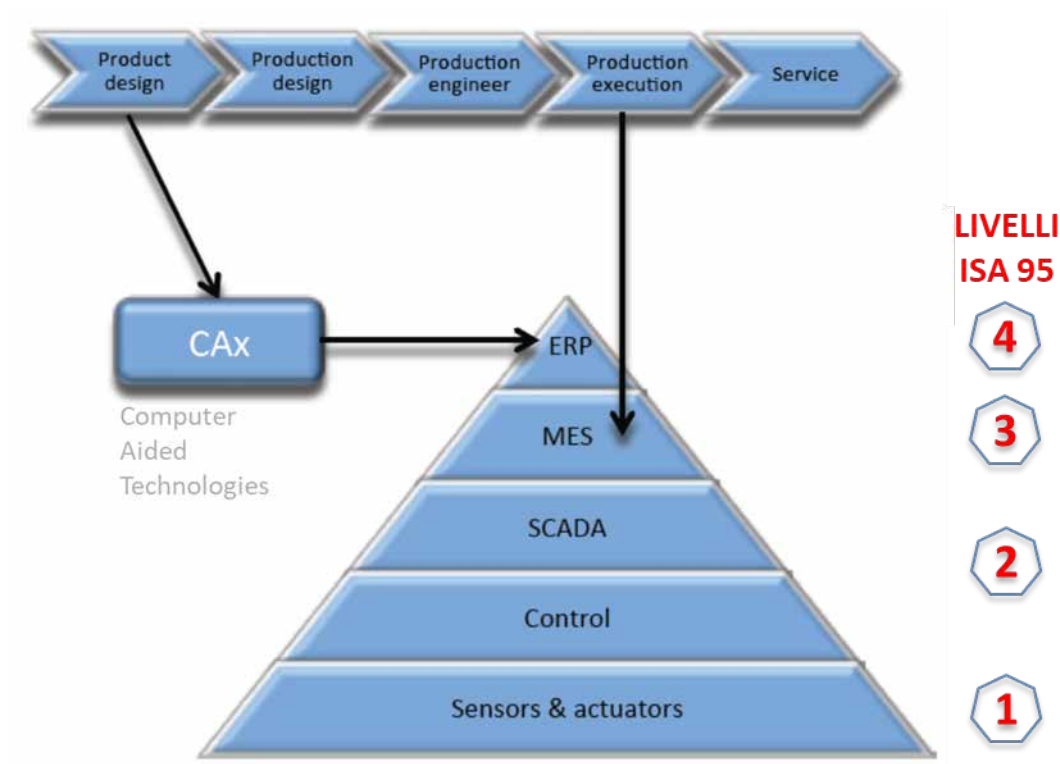 Product
design
Production
design
Production
engineer
Production
execution
Service
LIVELLI
ISA 95
CAx
Computer
Aided
Technologies
ERP
4
MES
3
SCADA
2
Control
Sensors & actuators
1